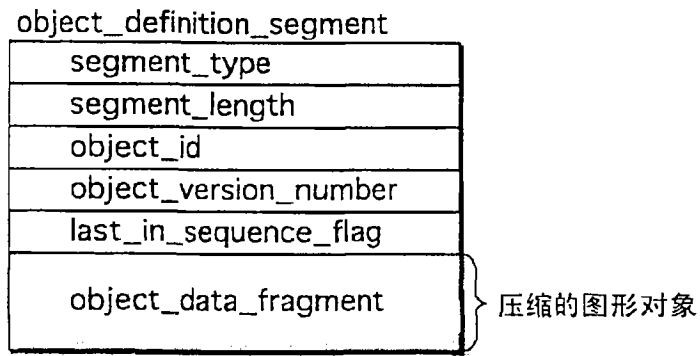 object_definition_segment
segment_type
segment_length
object_id
object_version_number
last_in_sequence_flag
object_data_fragment
压缩的图形对象